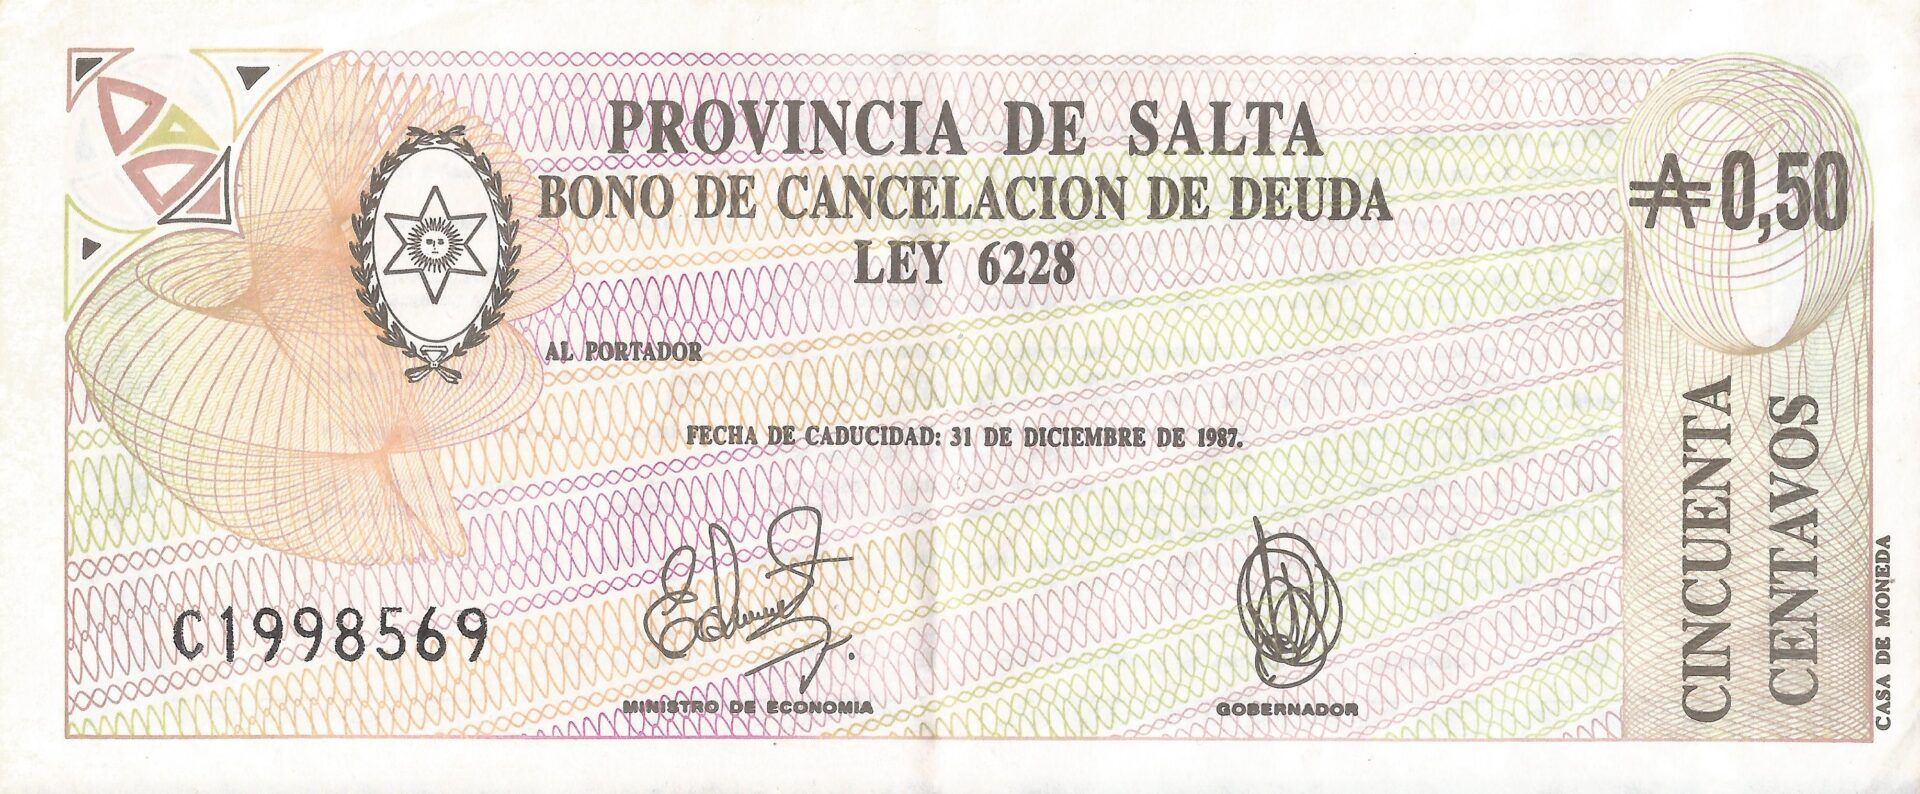 PROVINCIA DE SALTA
BONO DE CANCELACION DE DEUDA
LEY 6228
₳ 0,50
AL PORTADOR
FECHA DE CADUCIDAD: 31 DE DICIEMBRE DE 1987.
C1998569
MINISTRO DE ECONOMIA
GOBERNADOR
CINCUENTA
CENTAVOS
CASA DE MONEDA